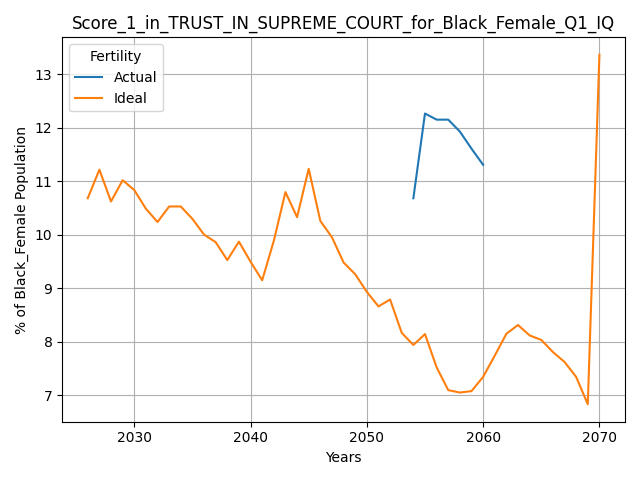 Score_1_in_TRUST_IN_SUPREME_COURT_for_Black_Female_Q1_IQ
Fertility
Actual
Ideal
% of Black_Female Population
13
12
11
10
9
8
7
2030
2040
2050
2060
2070
Years